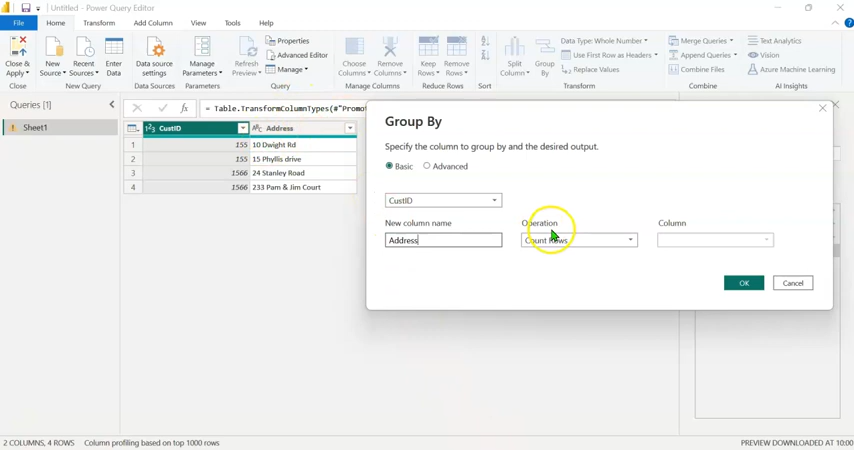 Untitled - Power Query Editor
File Home Transform Add Column View Tools Help
Close & Apply
New Source
Recent Sources
Enter Data
Data source settings
Manage Parameters
Refresh Preview
Properties
Advanced Editor
Manage
Choose Columns
Remove Columns
Keep Rows
Remove Rows
Split Column
Group By
Data Type: Whole Number
Use First Row as Headers
Replace Values
Merge Queries
Append Queries
Combine Files
Text Analytics
Vision
Azure Machine Learning
Close New Query Data Sources Parameters Query Manage Columns Reduce Rows Sort Transform Combine AI Insights
Queries [1]
fx = Table.TransformColumnTypes(#"Promo
Sheet1
123 CustID ABC Address
1 155 10 Dwight Rd
2 155 15 Phyllis drive
3 1566 24 Stanley Road
4 1566 233 Pam & Jim Court
Group By
Specify the column to group by and the desired output.
Basic Advanced
CustID
New column name Operation Column
Address Count Rows
OK Cancel
2 COLUMNS, 4 ROWS Column profiling based on top 1000 rows PREVIEW DOWNLOADED AT 10:00